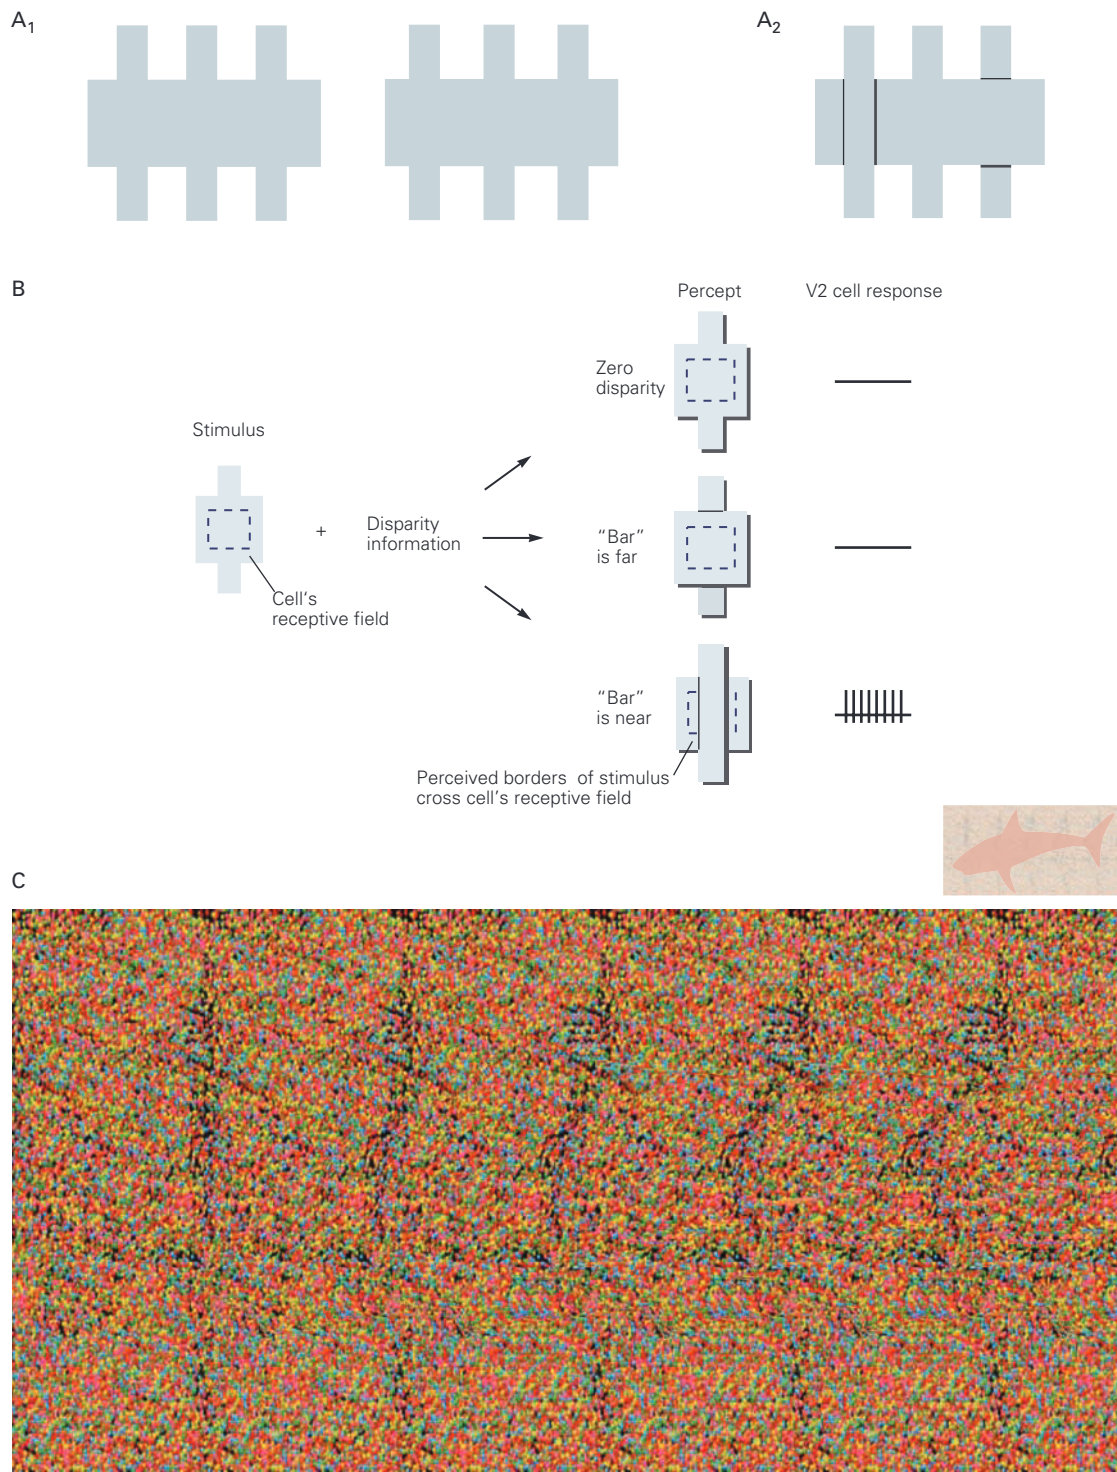 A1
A2
B
Percept
V2 cell response
Zero
disparity
Stimulus
+
Disparity
information
"Bar"
is far
Cell's
receptive field
"Bar"
is near
Perceived borders of stimulus
cross cell's receptive field
C